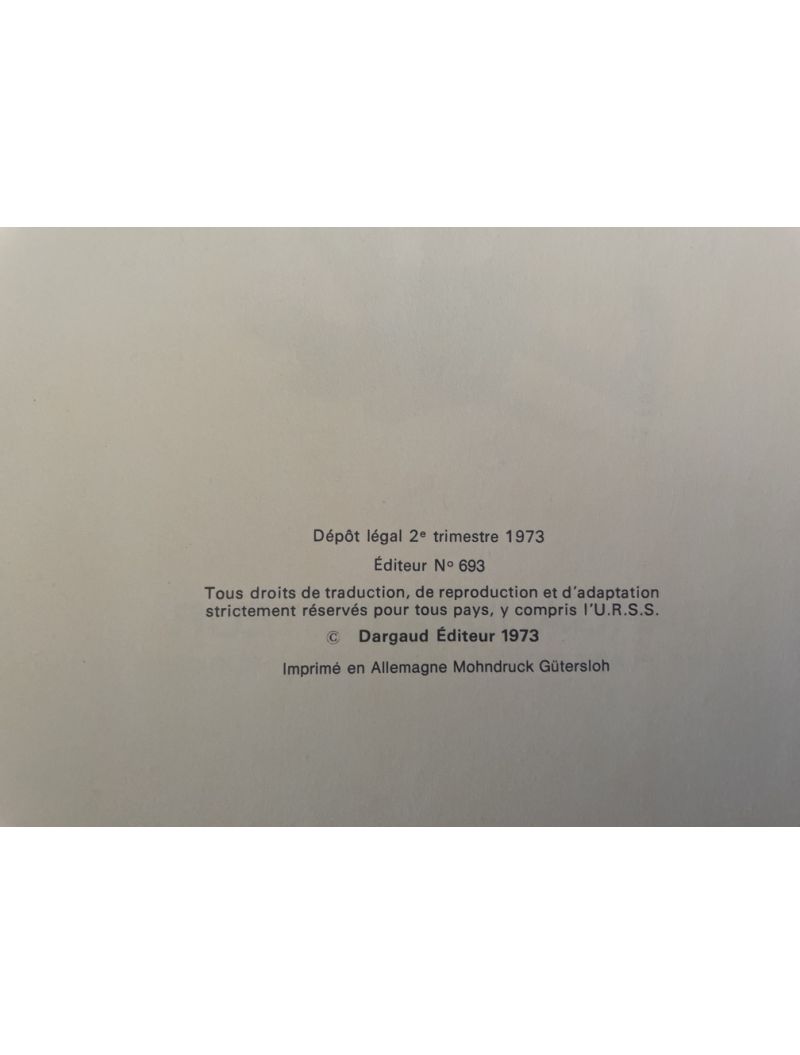 Dépôt légal 2e trimestre 1973
Éditeur No 693
Tous droits de traduction, de reproduction et d'adaptation
strictement réservés pour tous pays, y compris l'U.R.S.S.
© Dargaud Éditeur 1973
Imprimé en Allemagne Mohndruck Gütersloh